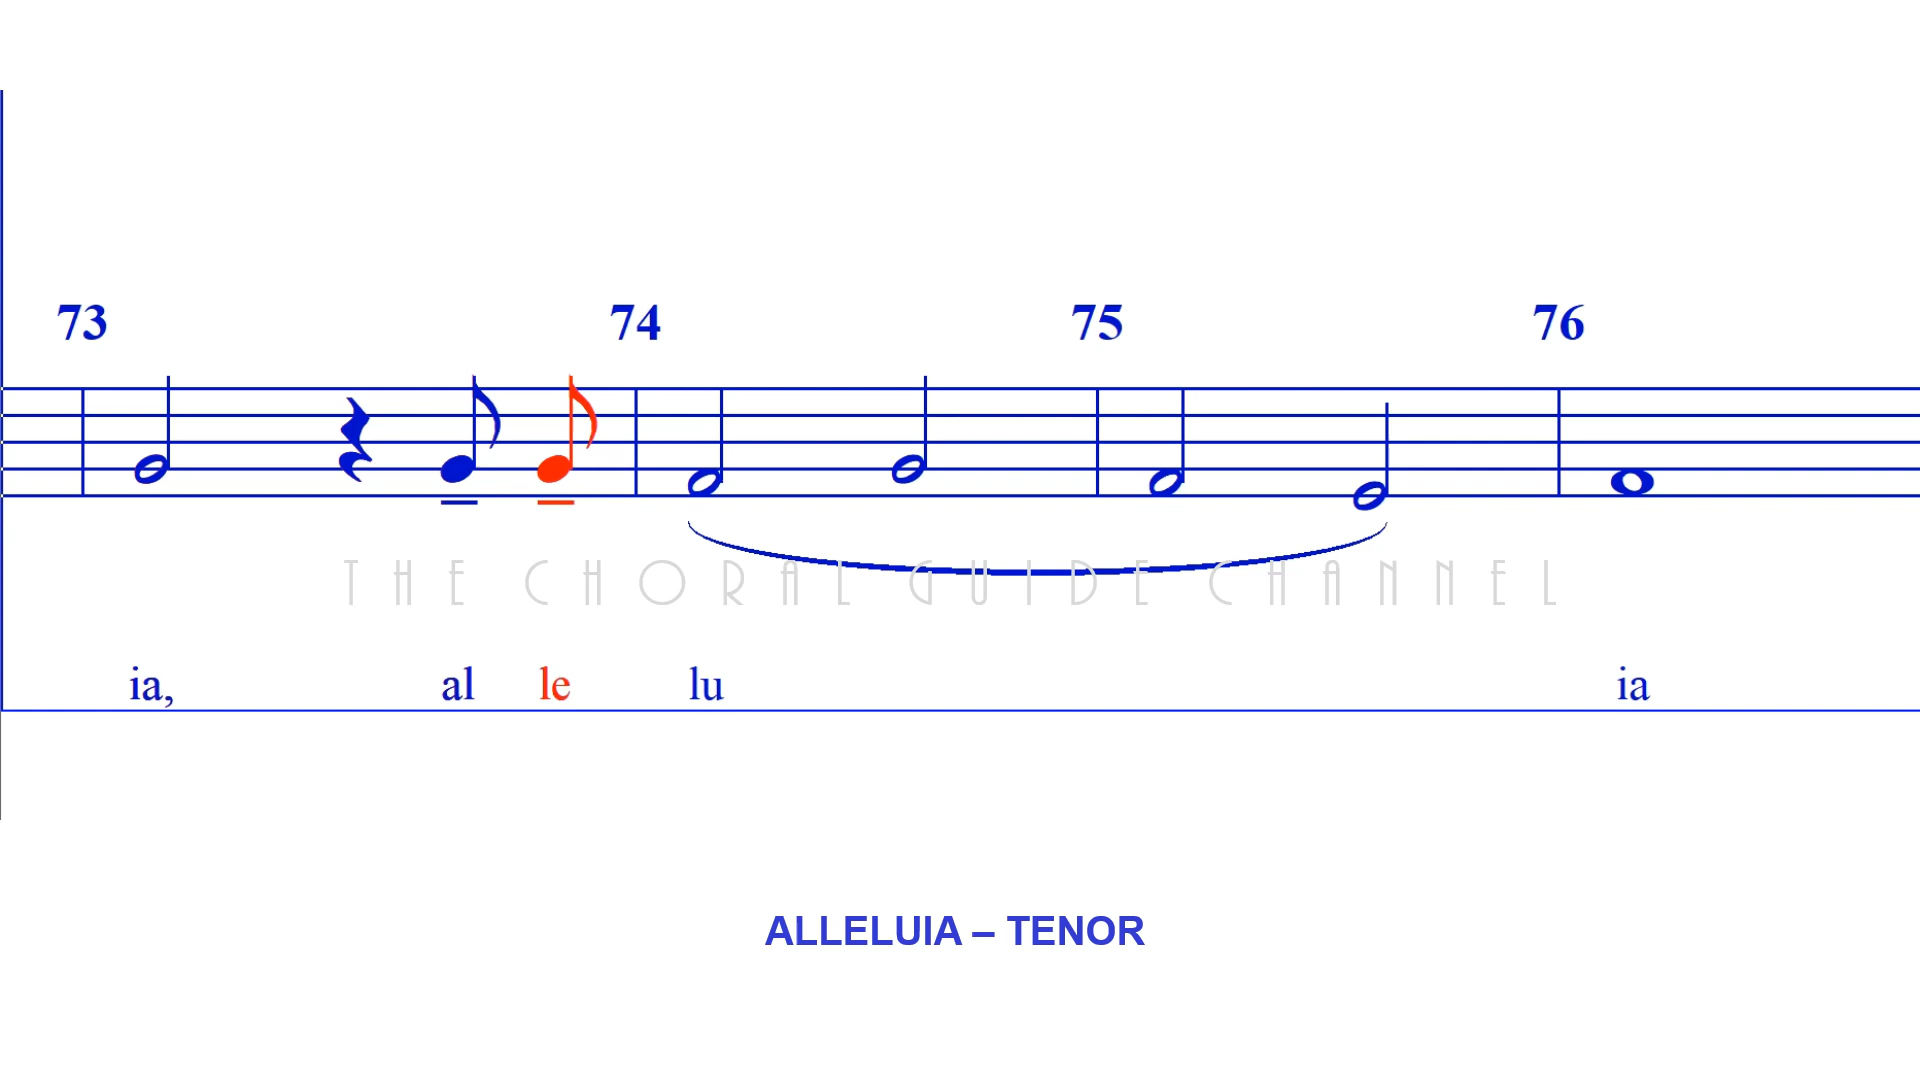 73 74 75 76
THE CHORAL GUIDE CHANNEL
ia, al le lu ia
ALLELUIA – TENOR